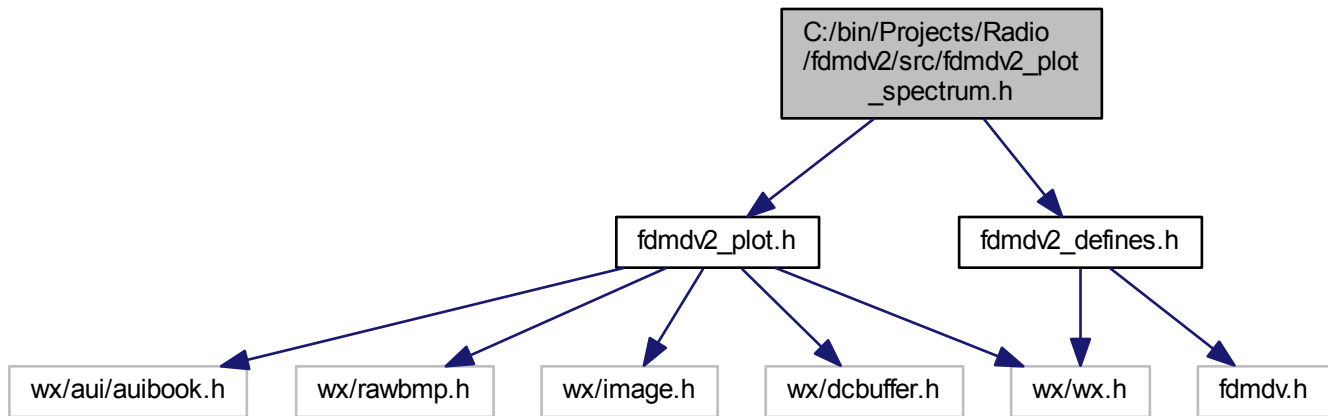 C:/bin/Projects/Radio
/fdmdv2/src/fdmdv2_plot
_spectrum.h
fdmdv2_plot.h
fdmdv2_defines.h
wx/aui/auibook.h
wx/rawbmp.h
wx/image.h
wx/dcbuffer.h
wx/wx.h
fdmdv.h